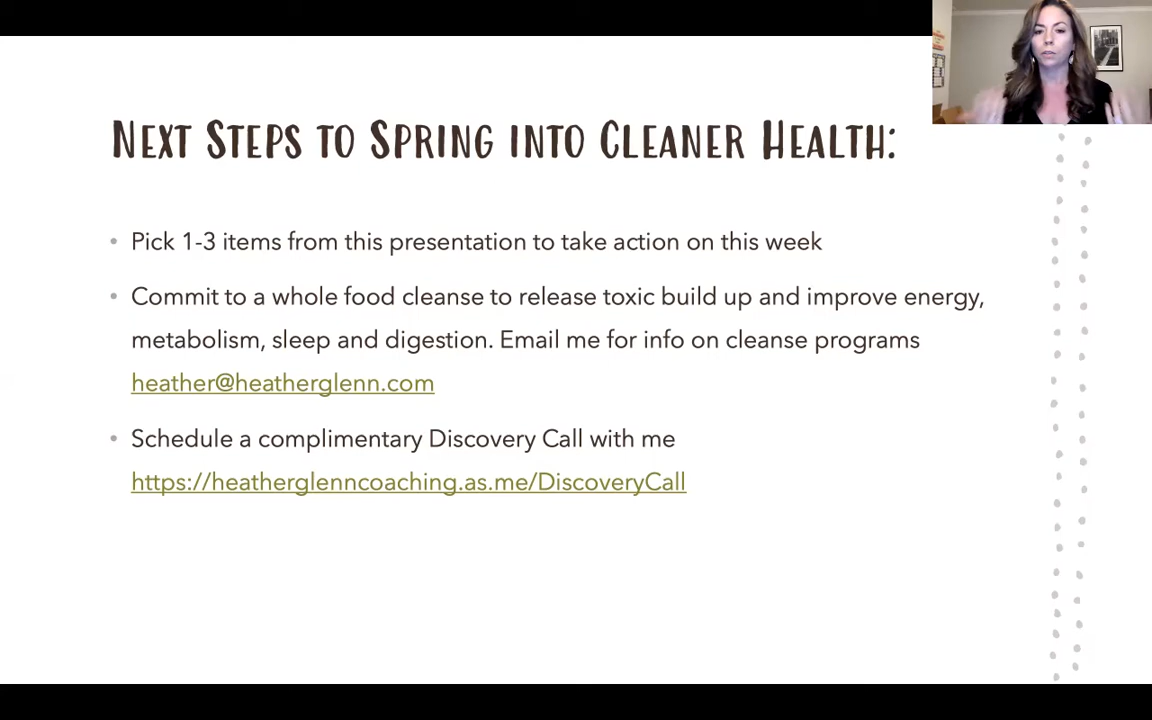 Next Steps to Spring into Cleaner Health:
• Pick 1-3 items from this presentation to take action on this week
• Commit to a whole food cleanse to release toxic build up and improve energy,
metabolism, sleep and digestion. Email me for info on cleanse programs
heather@heatherglenn.com
• Schedule a complimentary Discovery Call with me
https://heatherglenncoaching.as.me/DiscoveryCall